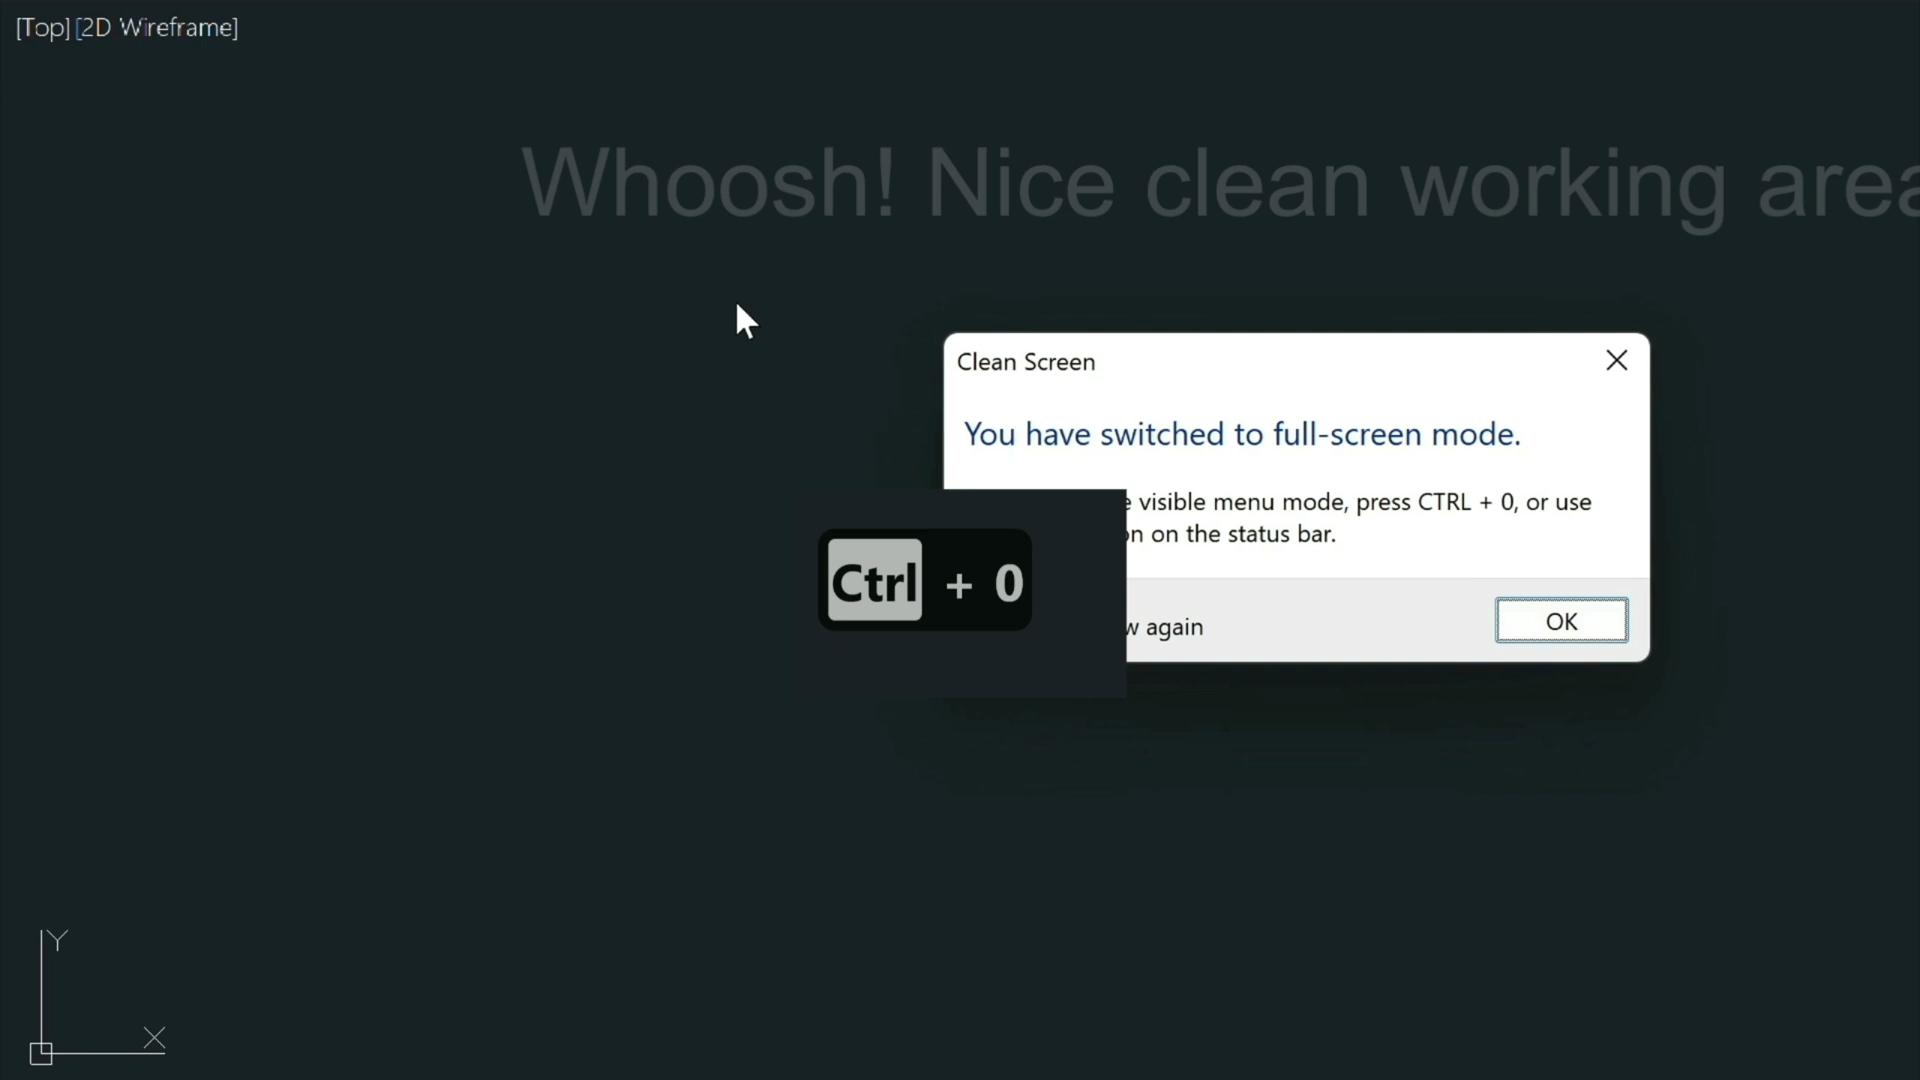 [Top] [2D Wireframe]
Whoosh! Nice clean working area
Clean Screen
You have switched to full-screen mode.
visible menu mode, press CTRL + 0, or use
on the status bar.
Ctrl + 0
again
OK
Y
X